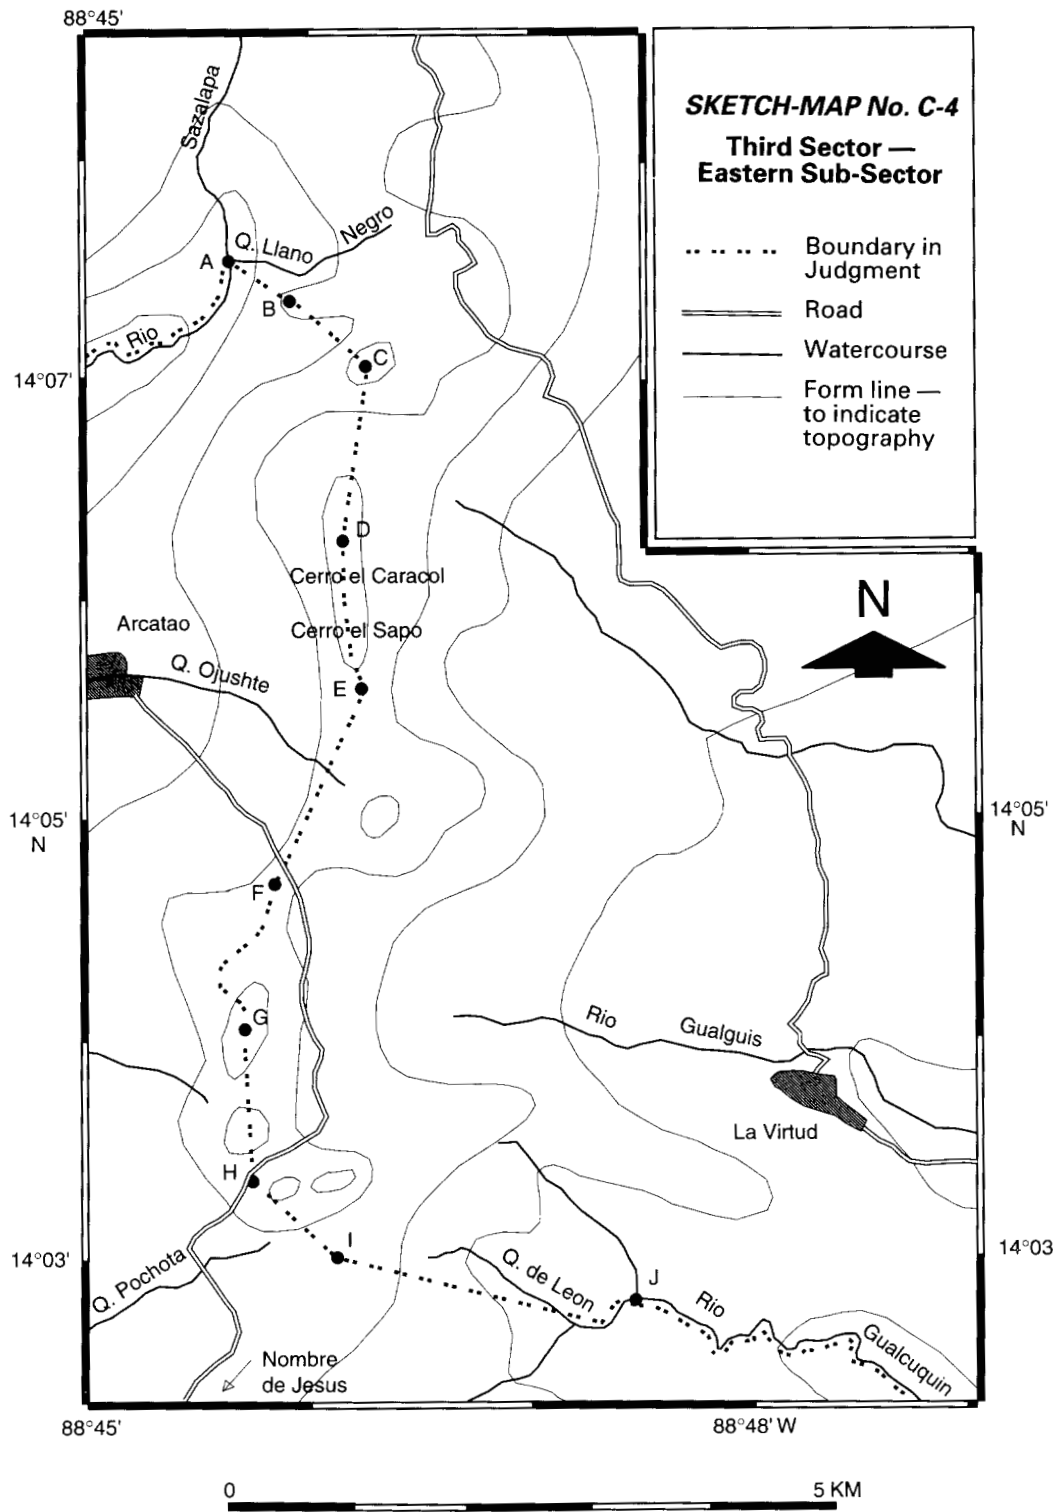 88°45'
SKETCH-MAP No. C-4
Third Sector —
Eastern Sub-Sector
Boundary in
Judgment
Road
Watercourse
Form line —
to indicate
topography
Sazalapa
Q. Llano Negro
A
B
Rio
C
14°07'
D
Cerro el Caracol
N
Arcatao
Cerro el Sapo
Q. Ojushte
E
14°05'
N
14°05'
N
F
G
Rio Gualguis
La Virtud
H
I
14°03'
14°03
Q. Pochota
Q. de Leon
J
Rio Gualcuquin
Nombre
de Jesus
88°45'
88°48' W
0
5 KM